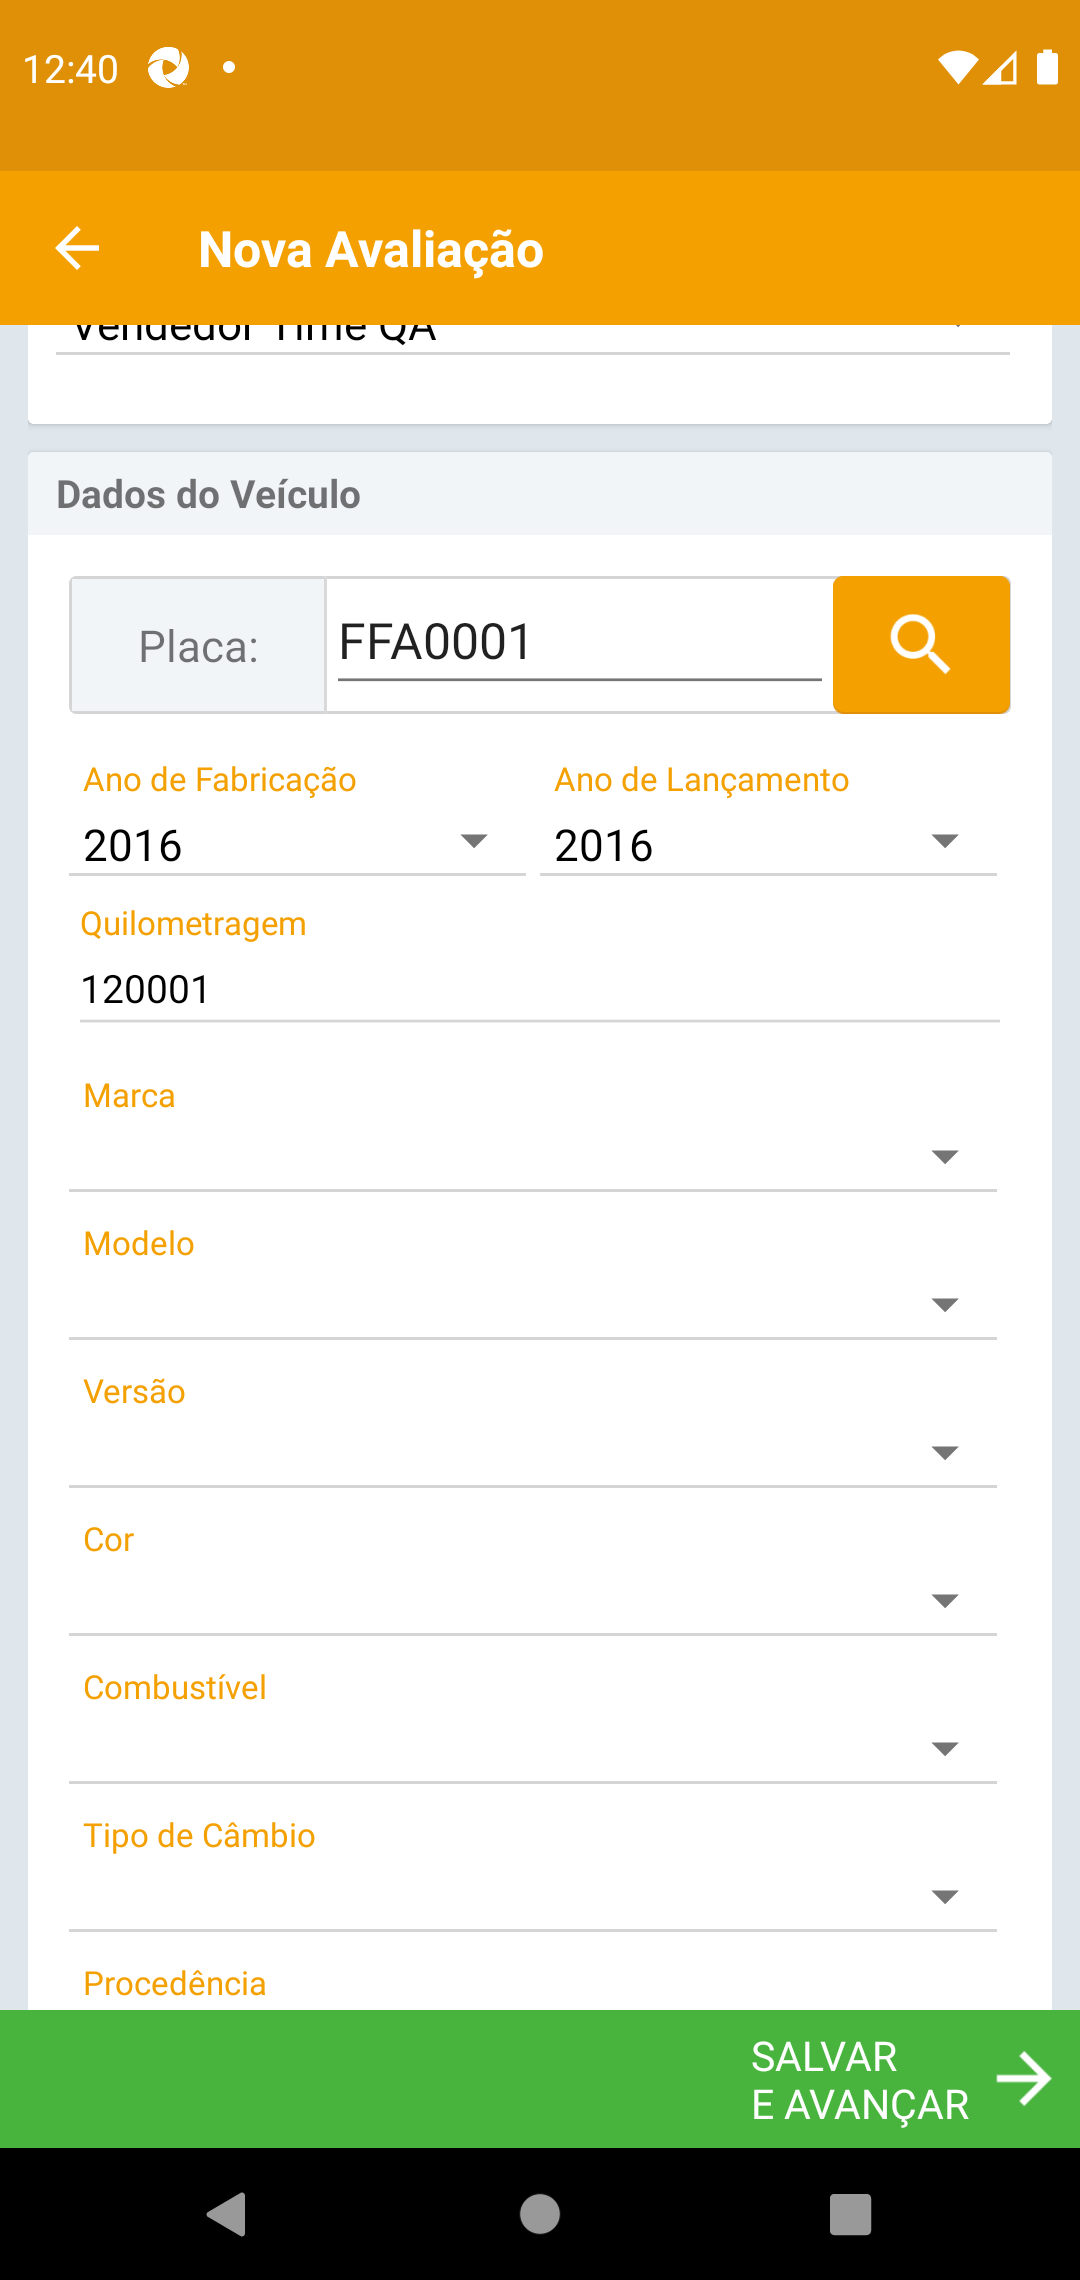 12:40
Nova Avaliação
Vendedor Time QA
Dados do Veículo
Placa: FFA0001
Ano de Fabricação Ano de Lançamento
2016 2016
Quilometragem
120001
Marca
Modelo
Versão
Cor
Combustível
Tipo de Câmbio
Procedência
SALVAR
E AVANÇAR